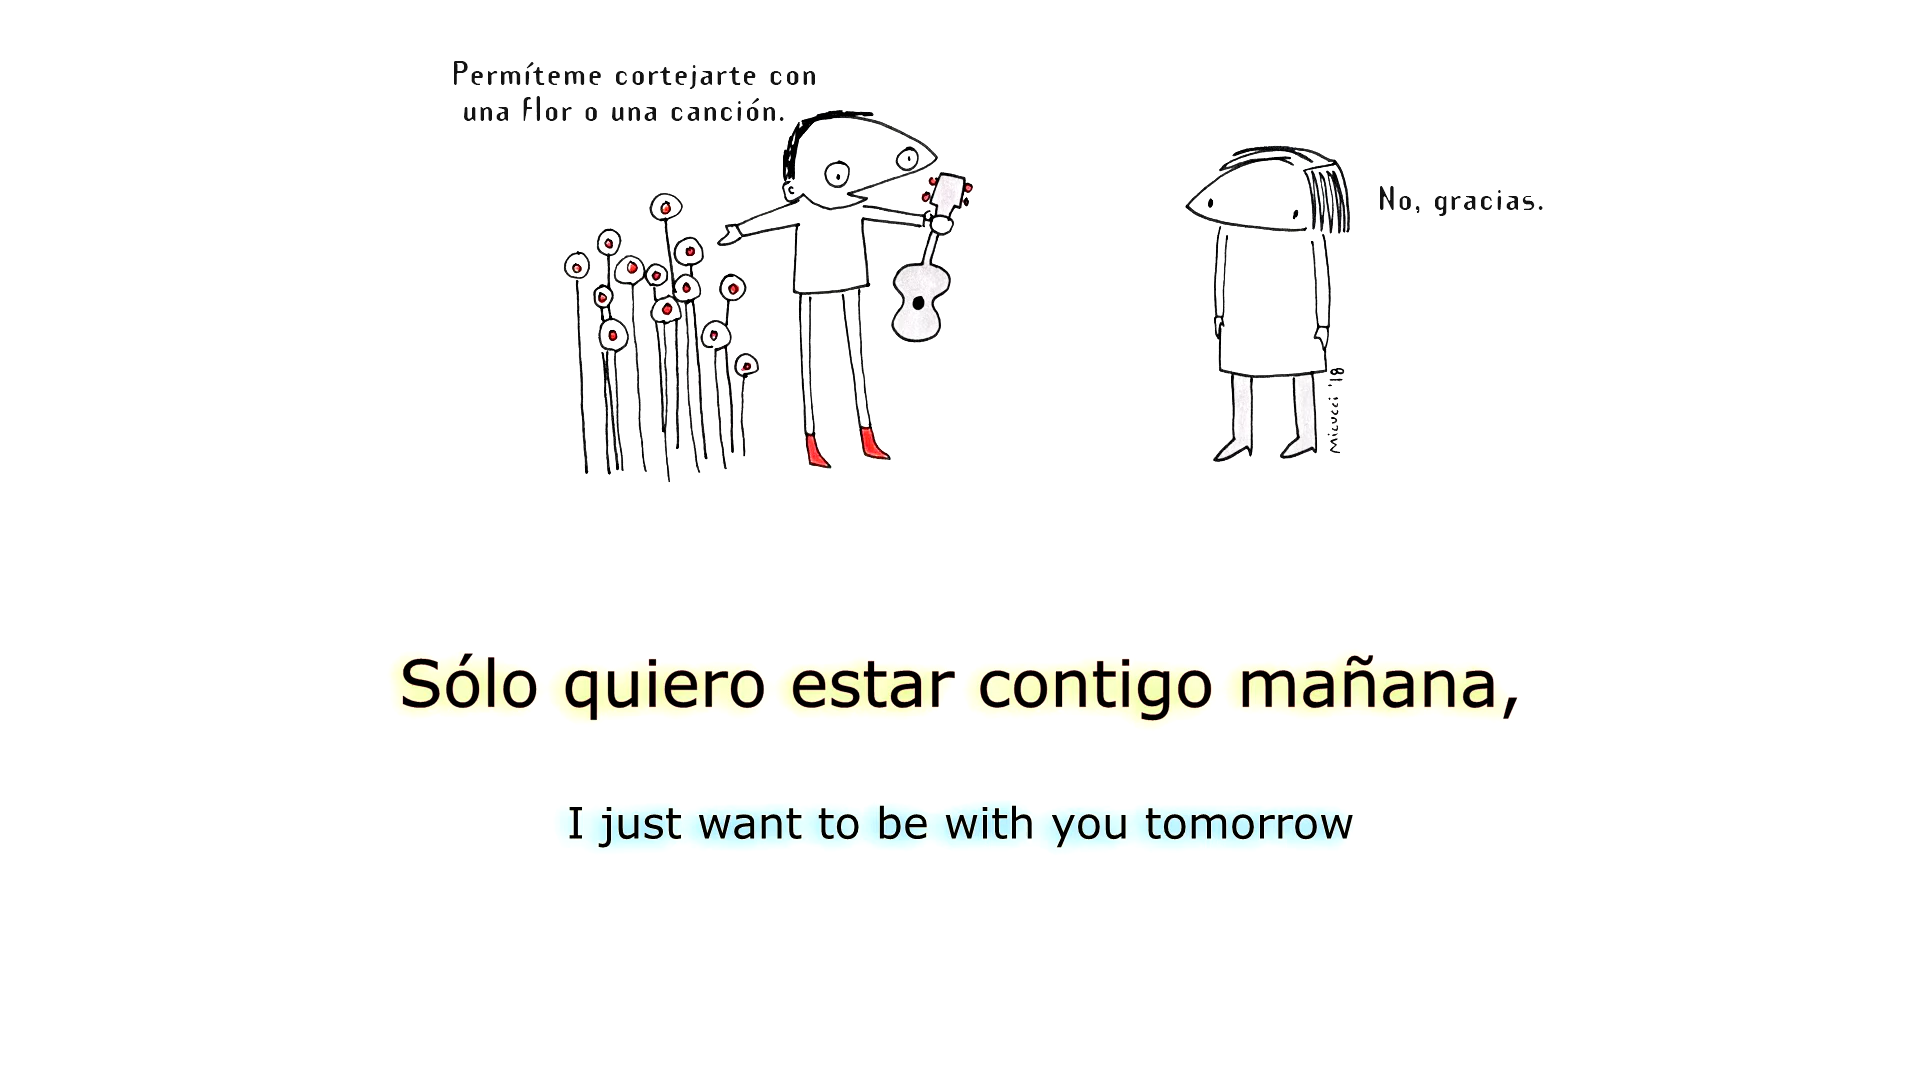 Permíteme cortejarte con
una flor o una canción.
No, gracias.
Micucci '18
Sólo quiero estar contigo mañana,
I just want to be with you tomorrow